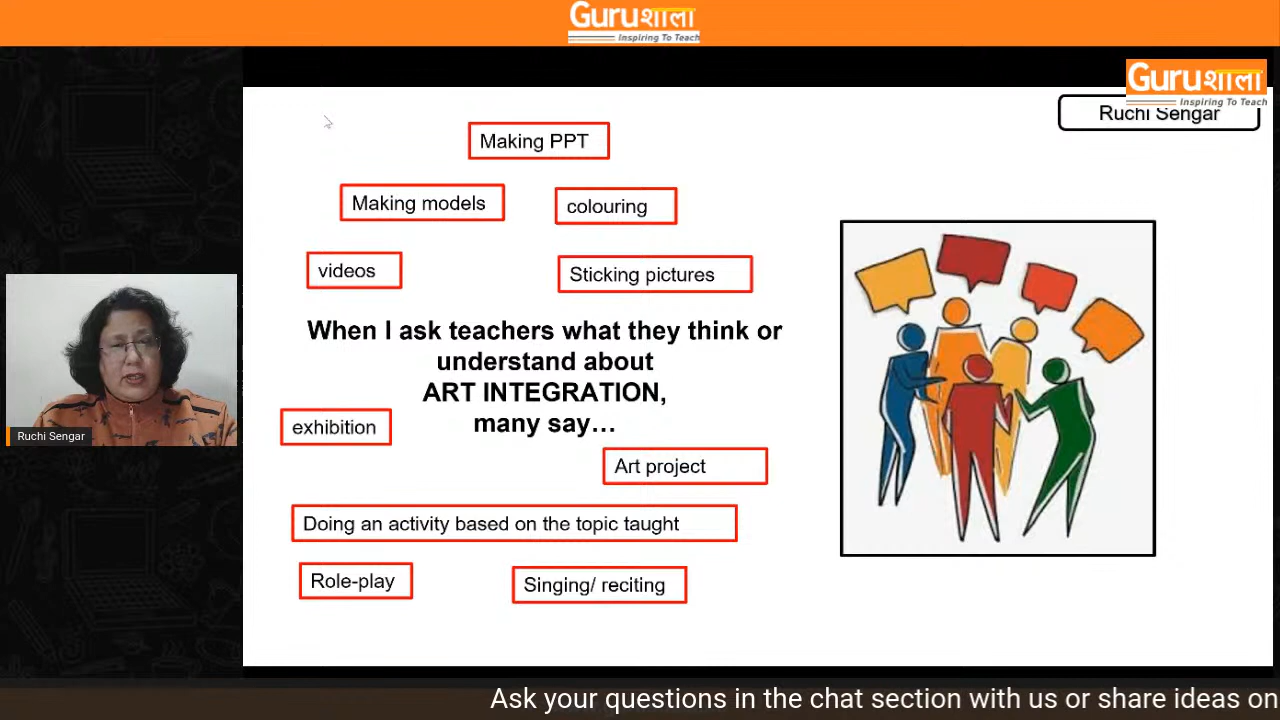 Guruशाला
Inspiring To Teach
Guruशाला
Inspiring To Teach
Ruchi Sengar
Making PPT
Making models
colouring
videos
Sticking pictures
When I ask teachers what they think or
understand about
ART INTEGRATION,
many say…
exhibition
Art project
Doing an activity based on the topic taught
Role-play
Singing/ reciting
Ruchi Sengar
Ask your questions in the chat section with us or share ideas on